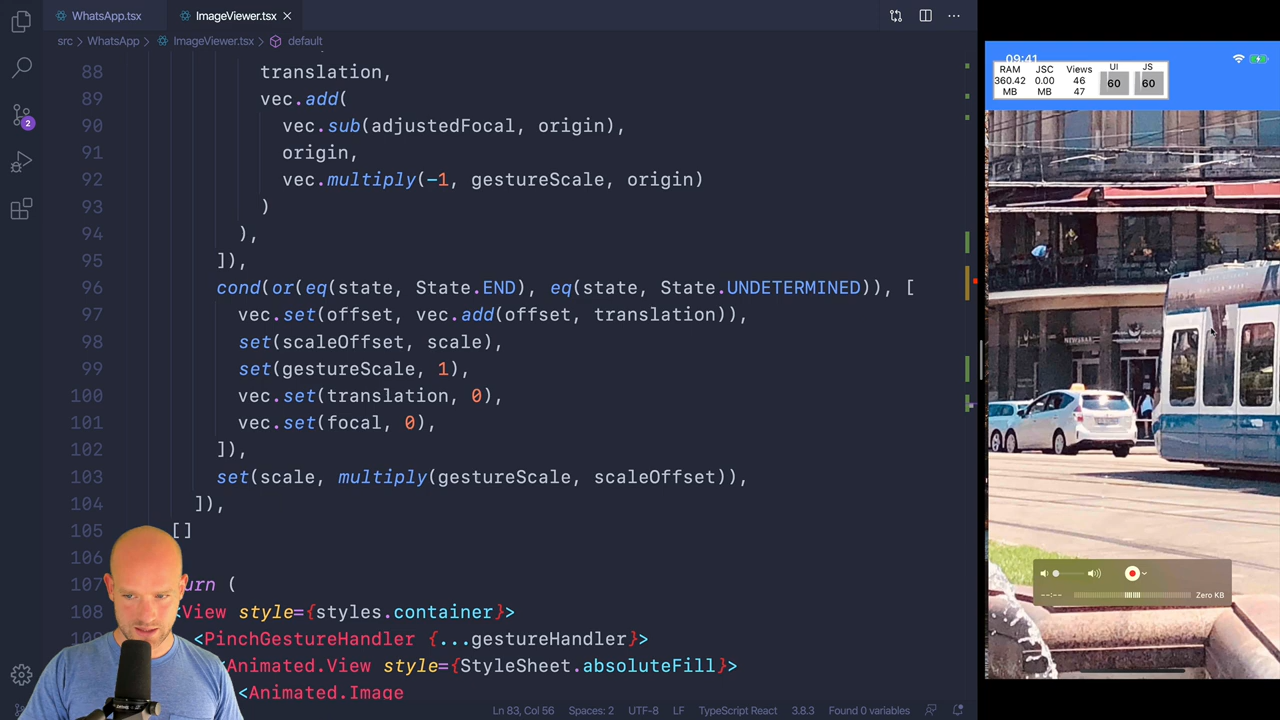 WhatsApp.tsx
ImageViewer.tsx
src > WhatsApp > ImageViewer.tsx > default
88 translation,
89 vec.add(
90 vec.sub(adjustedFocal, origin),
91 origin,
92 vec.multiply(-1, gestureScale, origin)
93 )
94 ),
95 ]),
96 cond(or(eq(state, State.END), eq(state, State.UNDETERMINED)), [
97 vec.set(offset, vec.add(offset, translation)),
98 set(scaleOffset, scale),
99 set(gestureScale, 1),
100 vec.set(translation, 0),
101 vec.set(focal, 0),
102 ]),
103 set(scale, multiply(gestureScale, scaleOffset)),
104 ]),
105 []
106
107 urn (
108 <View style={styles.container}>
<PinchGestureHandler {...gestureHandler}>
Animated.View style={StyleSheet.absoluteFill}>
<Animated.Image
2
Ln 83, Col 56 Spaces: 2 UTF-8 LF TypeScript React 3.8.3 Found 0 variables
09:41
RAM JSC Views UI JS
360.42 0.00 46 60 60
MB MB 47
--:-- Zero KB